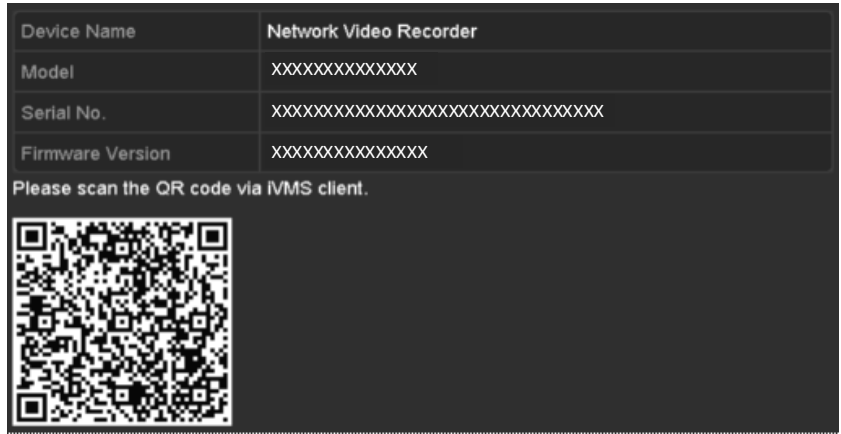 Device Name Network Video Recorder
Model XXXXXXXXXXXXXX
Serial No. XXXXXXXXXXXXXXXXXXXXXXXXXXXXXXXX
Firmware Version XXXXXXXXXXXXXXX
Please scan the QR code via iVMS client.